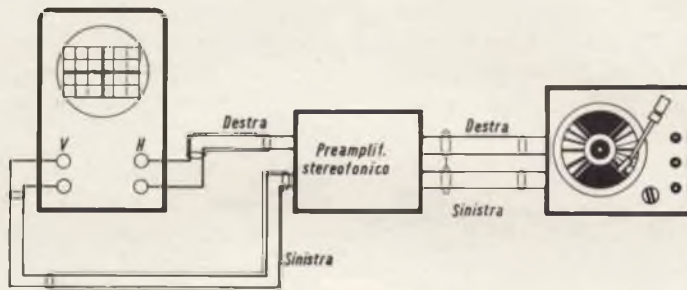 V
H
Destra
Preamplif.
stereofonico
Destra
Sinistra
Sinistra